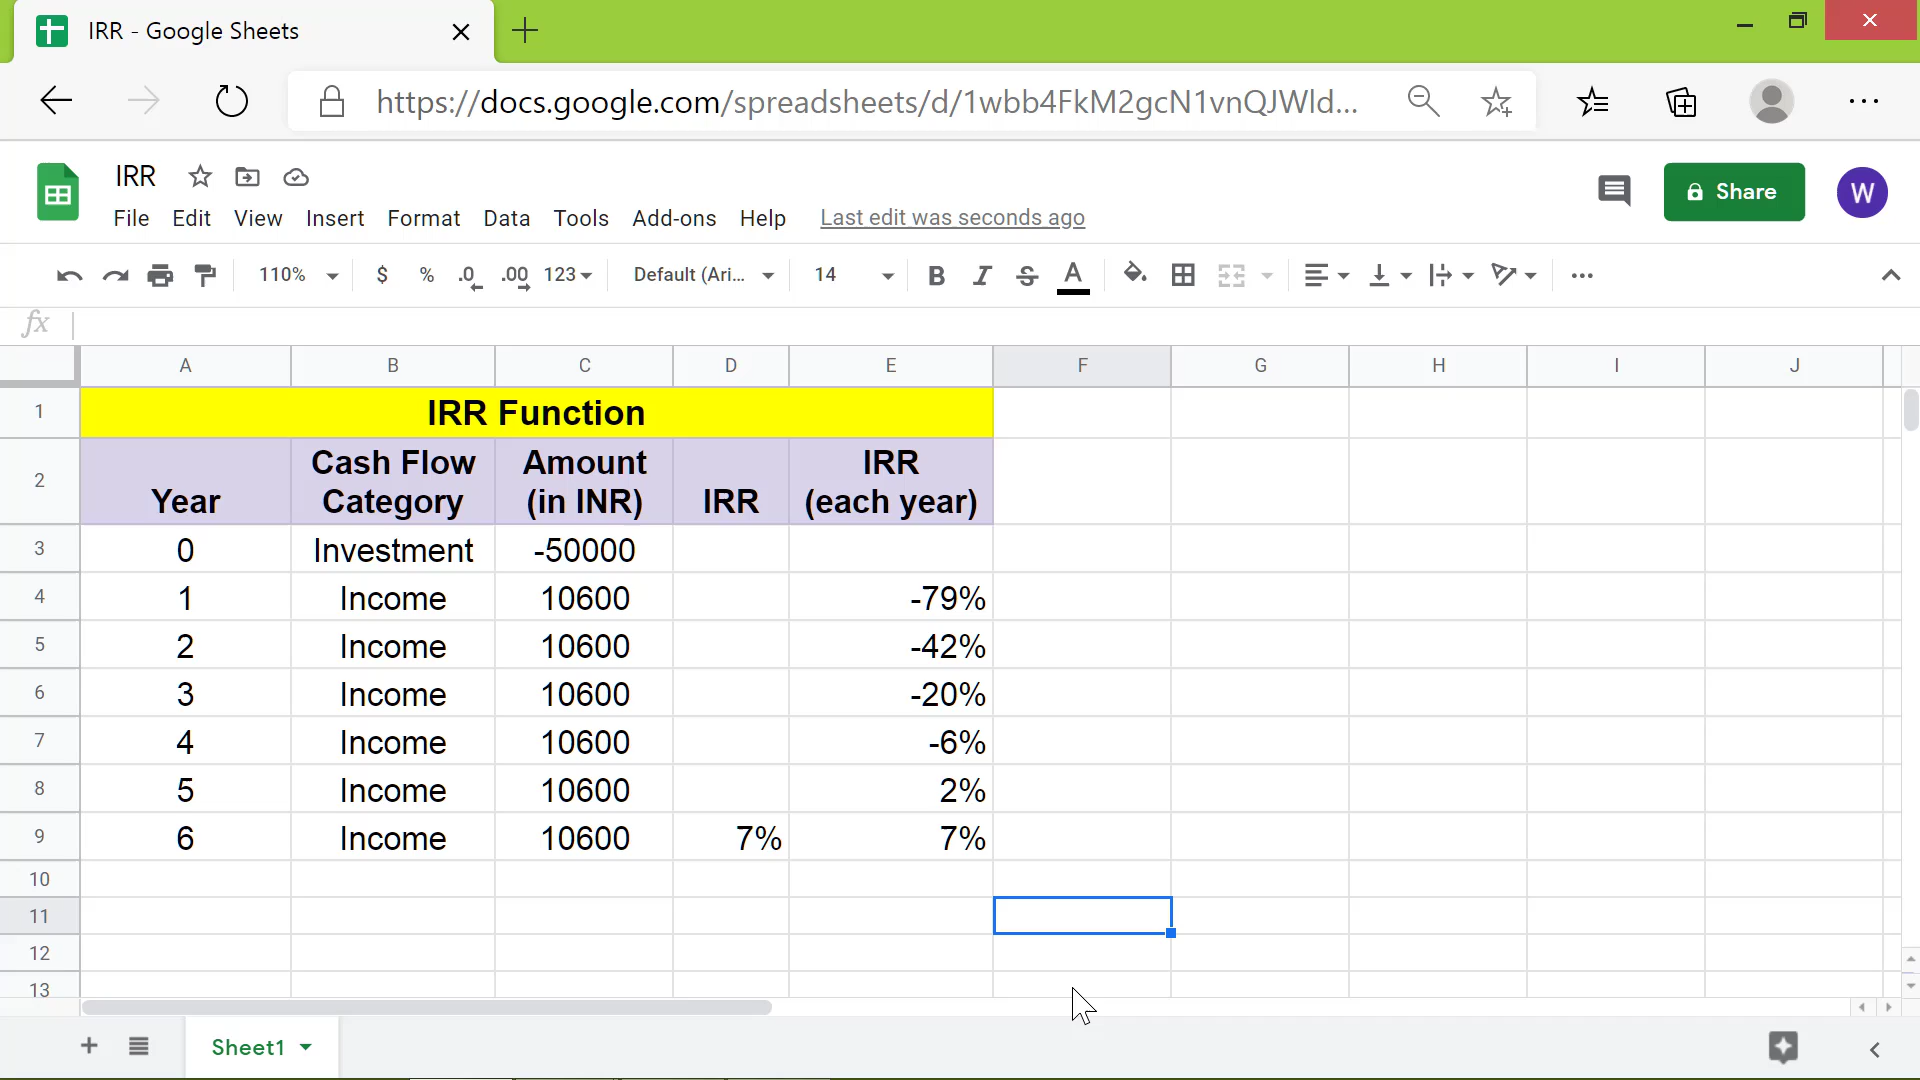 IRR - Google Sheets
https://docs.google.com/spreadsheets/d/1wbb4FkM2gcN1vnQJWld...
IRR
File Edit View Insert Format Data Tools Add-ons Help Last edit was seconds ago
Share
W
110% $ % .0 .00 123 Default (Ari... 14 B I S A
fx
A B C D E F G H I J
1 IRR Function
2 Year Cash Flow Category Amount (in INR) IRR IRR (each year)
3 0 Investment -50000
4 1 Income 10600 -79%
5 2 Income 10600 -42%
6 3 Income 10600 -20%
7 4 Income 10600 -6%
8 5 Income 10600 2%
9 6 Income 10600 7% 7%
10
11
12
13
Sheet1